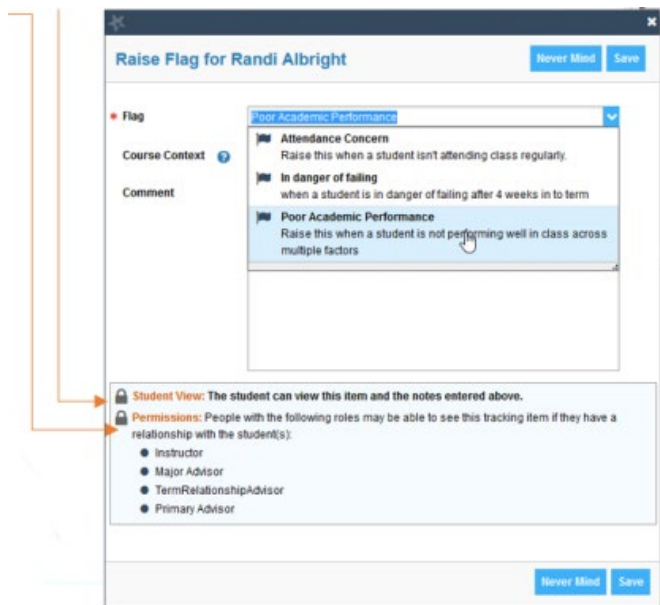 Raise Flag for Randi Albright
Never Mind
Save
* Flag
Poor Academic Performance
Attendance Concern
Raise this when a student isn't attending class regularly.
Course Context
In danger of failing
when a student is in danger of failing after 4 weeks in to term
Comment
Poor Academic Performance
Raise this when a student is not performing well in class across
multiple factors
Student View: The student can view this item and the notes entered above.
Permissions: People with the following roles may be able to see this tracking item if they have a
relationship with the student(s):
● Instructor
● Major Advisor
● TermRelationshipAdvisor
● Primary Advisor
Never Mind
Save